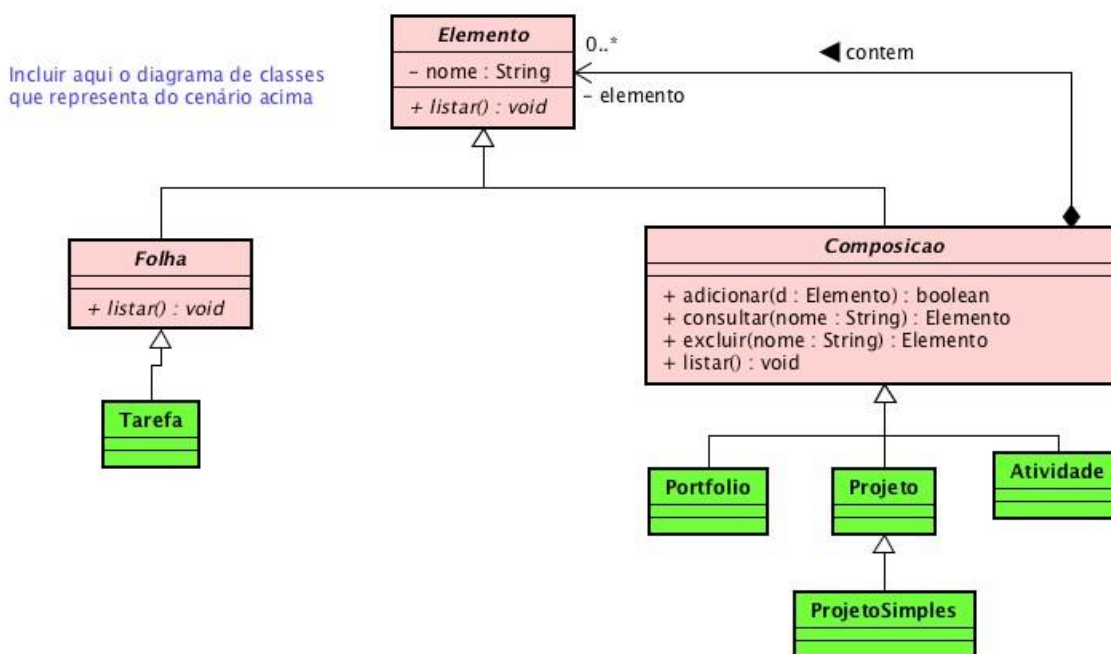 Elemento
– nome : String
+ listar() : void
0..*
– elemento
◀ contem
Incluir aqui o diagrama de classes
que representa do cenário acima
Folha
+ listar() : void
Composicao
+ adicionar(d : Elemento) : boolean
+ consultar(nome : String) : Elemento
+ excluir(nome : String) : Elemento
+ listar() : void
Tarefa
Portfolio
Projeto
Atividade
ProjetoSimples